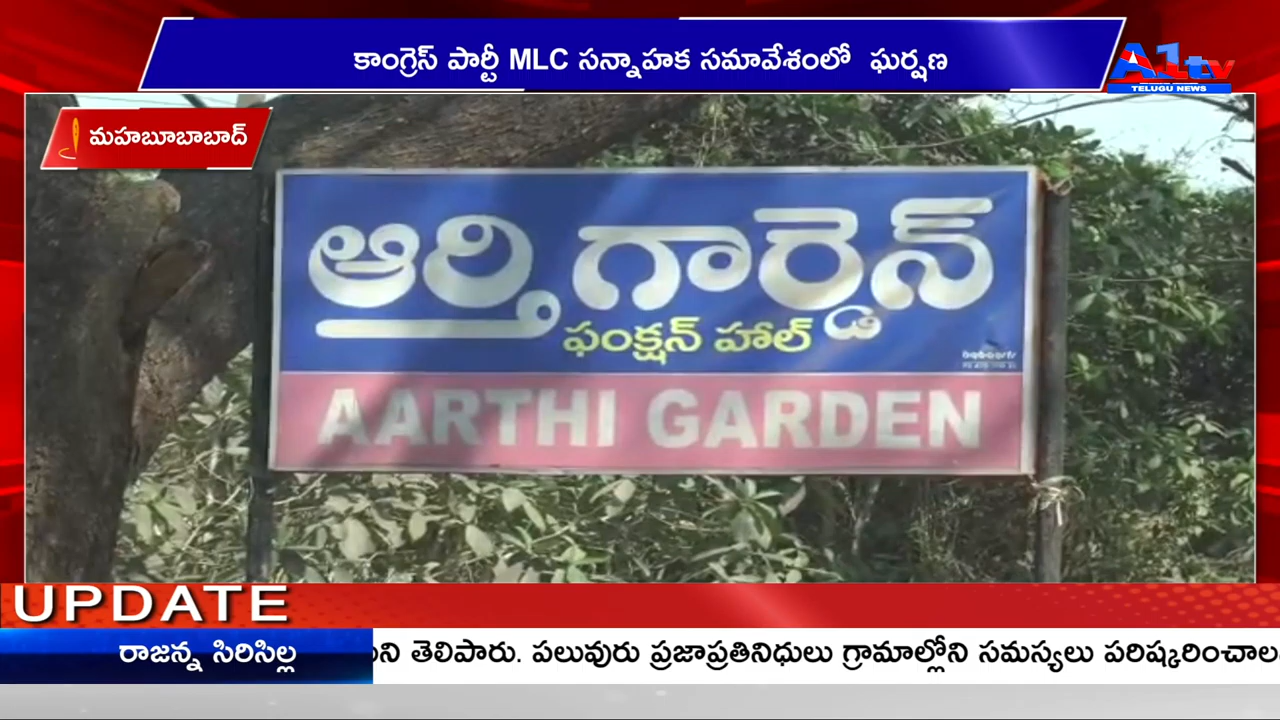 కాంగ్రెస్ పార్టీ MLC సన్నాహక సమావేశంలో ఘర్షణ
A1tv
TELUGU NEWS
మహబూబాబాద్
ఆర్తి గార్డెన్
ఫంక్షన్ హాల్
AARTHI GARDEN
UPDATE
రాజన్న సిరిసిల్ల
ని తెలిపారు. పలువురు ప్రజాప్రతినిధులు గ్రామాల్లోని సమస్యలు పరిష్కరించాల